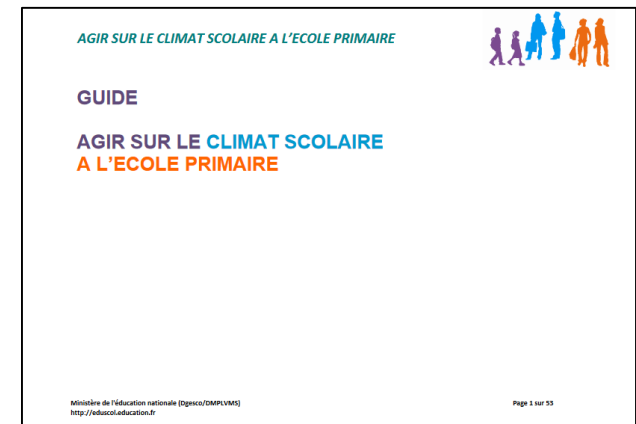 AGIR SUR LE CLIMAT SCOLAIRE A L'ECOLE PRIMAIRE
GUIDE
AGIR SUR LE CLIMAT SCOLAIRE
A L'ECOLE PRIMAIRE
Ministère de l'éducation nationale (Dgesco/DMPLVMS)
http://eduscol.education.fr
Page 1 sur 53